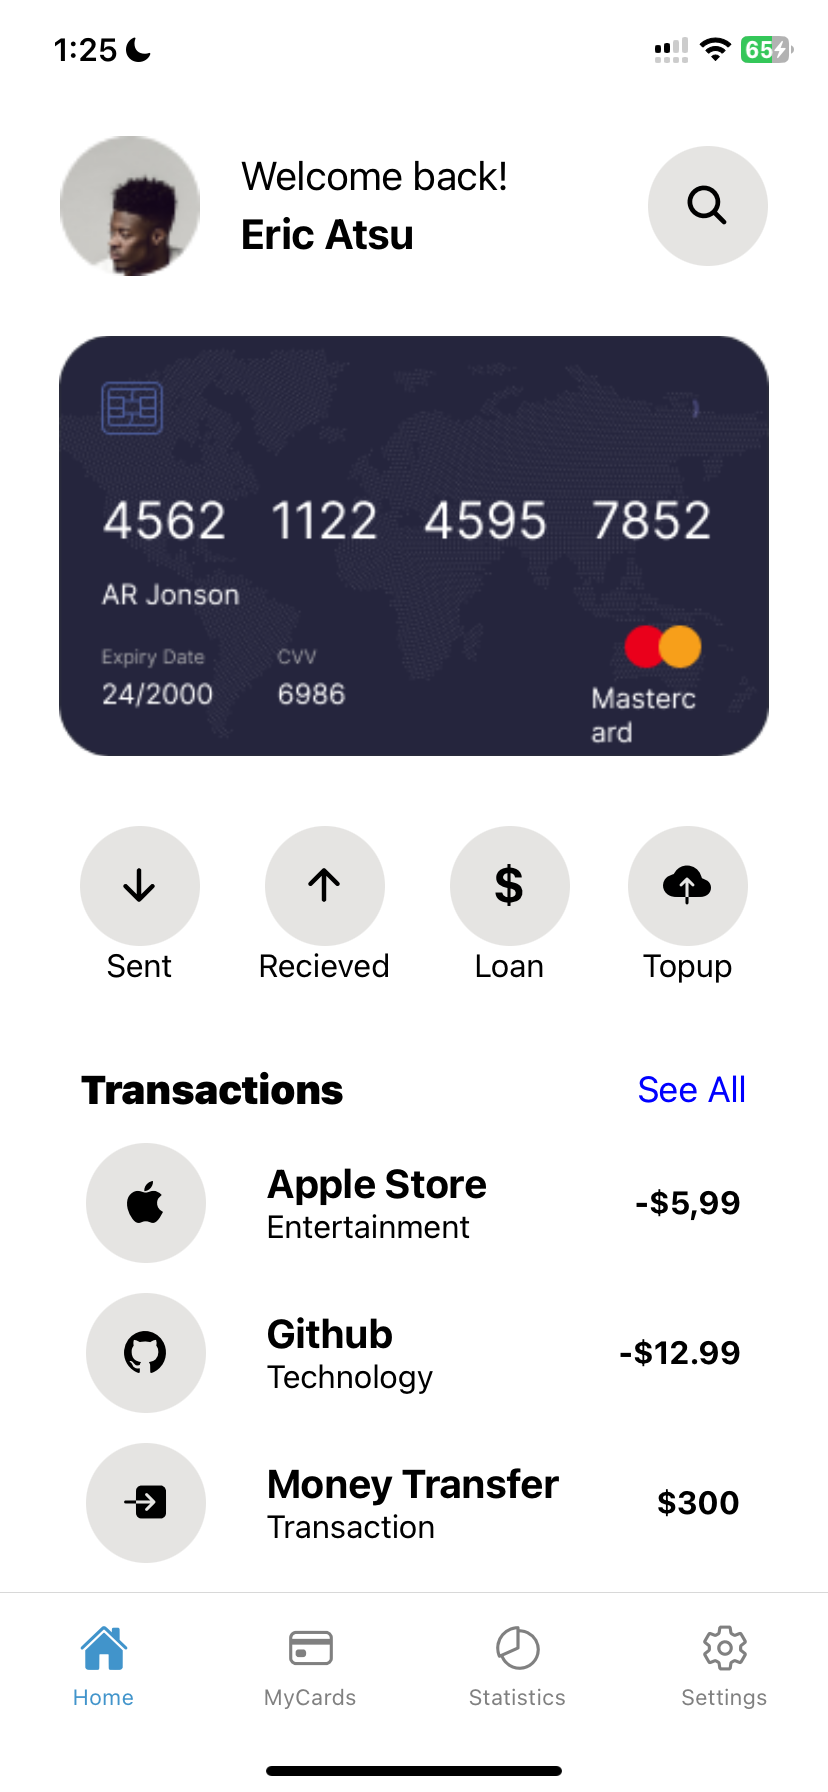 1:25
65
Welcome back!
Eric Atsu
4562 1122 4595 7852
AR Jonson
Expiry Date CVV
24/2000 6986
Masterc
ard
Sent Recieved Loan Topup
Transactions See All
Apple Store
Entertainment
-$5,99
Github
Technology
-$12.99
Money Transfer
Transaction
$300
Home MyCards Statistics Settings